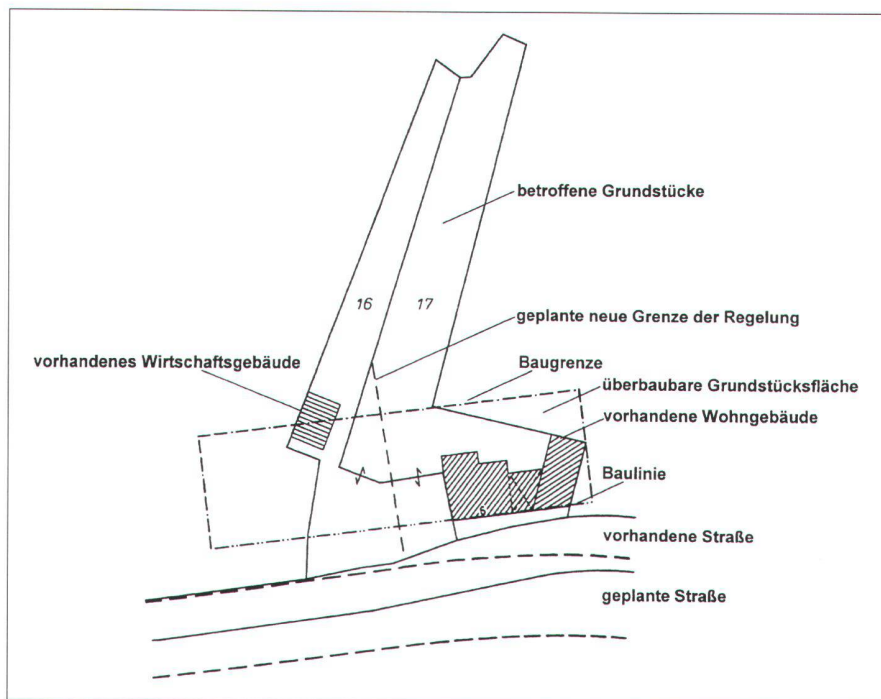 betroffene Grundstücke
16
17
geplante neue Grenze der Regelung
vorhandenes Wirtschaftsgebäude
Baugrenze
überbaubare Grundstücksfläche
vorhandene Wohngebäude
Baulinie
vorhandene Straße
geplante Straße